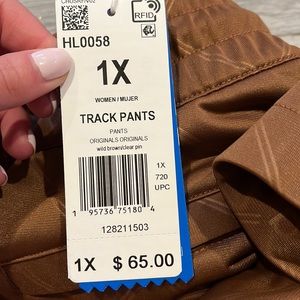 RFID
HL0058
1X
WOMEN / MUJER
TRACK PANTS
PANTS
ORIGINALS ORIGINALS
wild brown/clear pin
1X
720
UPC
1 95736 75180 4
128211503
1X $ 65.00